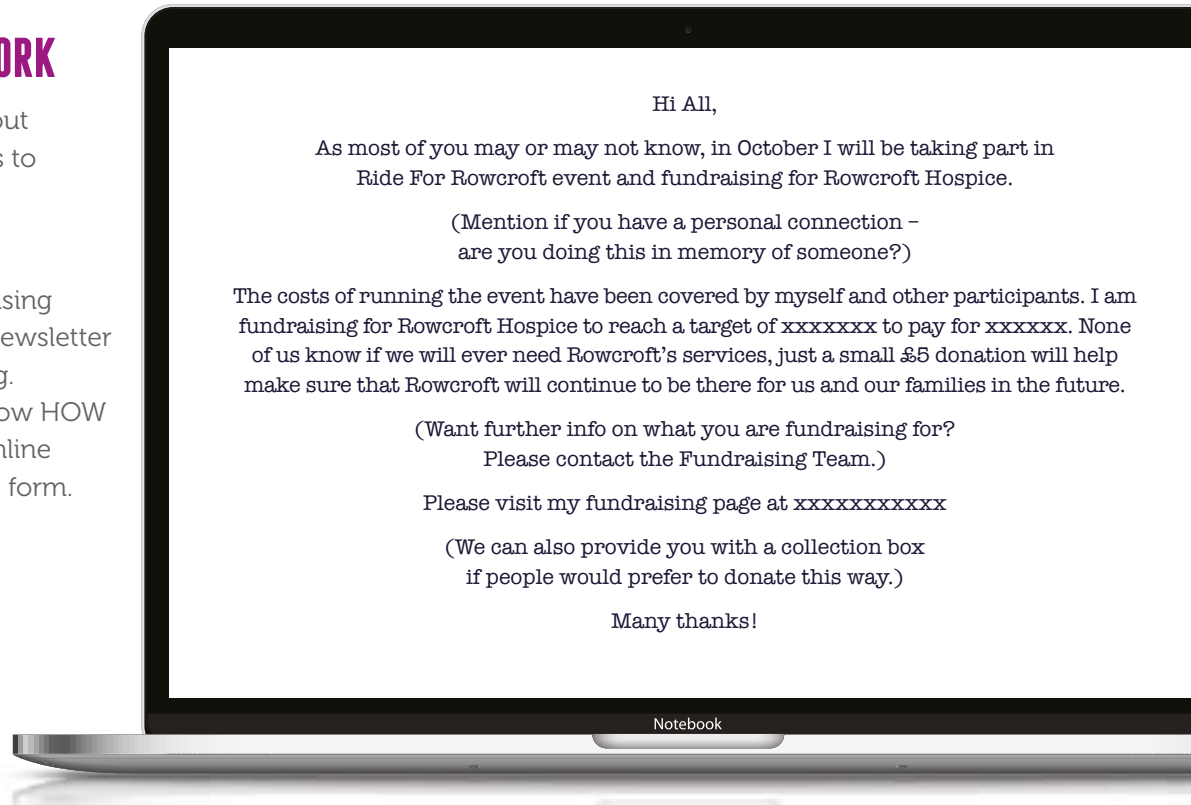 ORK
out
s to
sing
ewsletter
g.
ow HOW
nline
form.
Hi All,
As most of you may or may not know, in October I will be taking part in
Ride For Rowcroft event and fundraising for Rowcroft Hospice.
(Mention if you have a personal connection –
are you doing this in memory of someone?)
The costs of running the event have been covered by myself and other participants. I am
fundraising for Rowcroft Hospice to reach a target of xxxxxxx to pay for xxxxxx. None
of us know if we will ever need Rowcroft's services, just a small £5 donation will help
make sure that Rowcroft will continue to be there for us and our families in the future.
(Want further info on what you are fundraising for?
Please contact the Fundraising Team.)
Please visit my fundraising page at xxxxxxxxxxx
(We can also provide you with a collection box
if people would prefer to donate this way.)
Many thanks!
Notebook